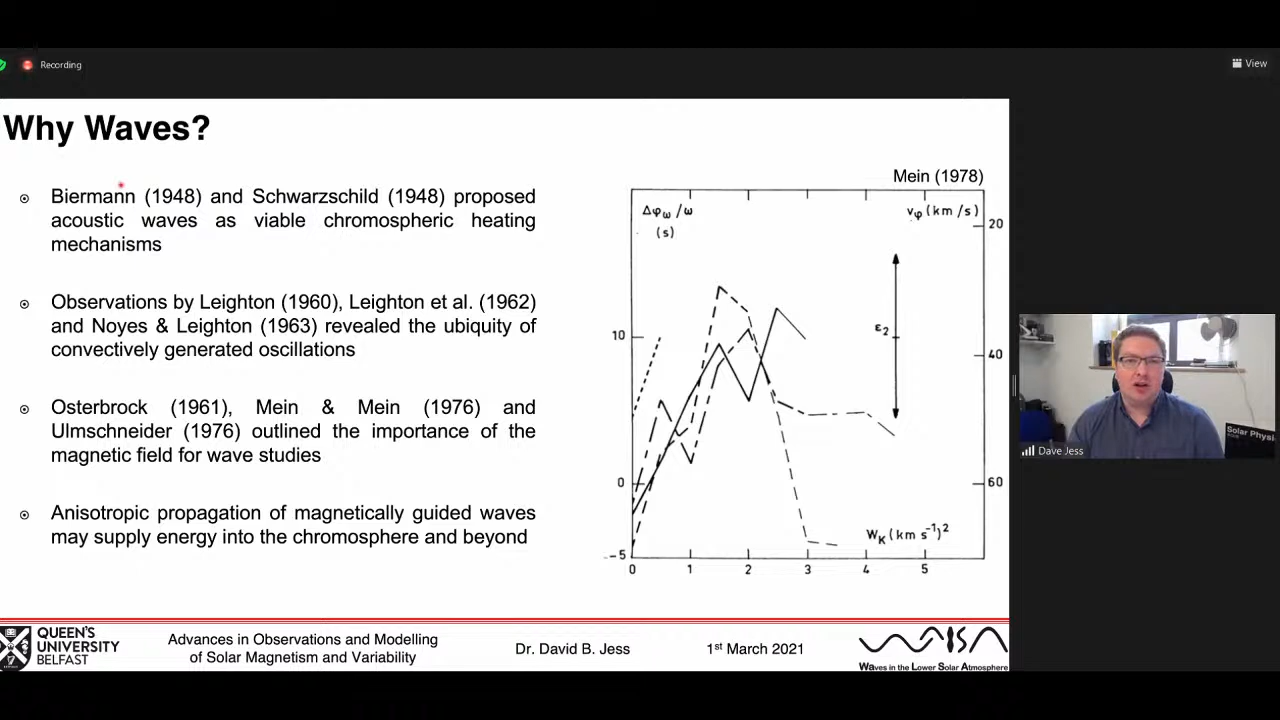 Recording
View
Why Waves?
Biermann (1948) and Schwarzschild (1948) proposed
acoustic waves as viable chromospheric heating
mechanisms
Observations by Leighton (1960), Leighton et al. (1962)
and Noyes & Leighton (1963) revealed the ubiquity of
convectively generated oscillations
Osterbrock (1961), Mein & Mein (1976) and
Ulmschneider (1976) outlined the importance of the
magnetic field for wave studies
Anisotropic propagation of magnetically guided waves
may supply energy into the chromosphere and beyond
Mein (1978)
Δφω/ω
(s)
vφ(km/s)
20
10
ε2
40
0
60
WK(km s⁻¹)²
-5
0 1 2 3 4 5
Solar Physi
Dave Jess
QUEEN'S
UNIVERSITY
BELFAST
Advances in Observations and Modelling
of Solar Magnetism and Variability
Dr. David B. Jess
1st March 2021
Waves in the Lower Solar Atmosphere